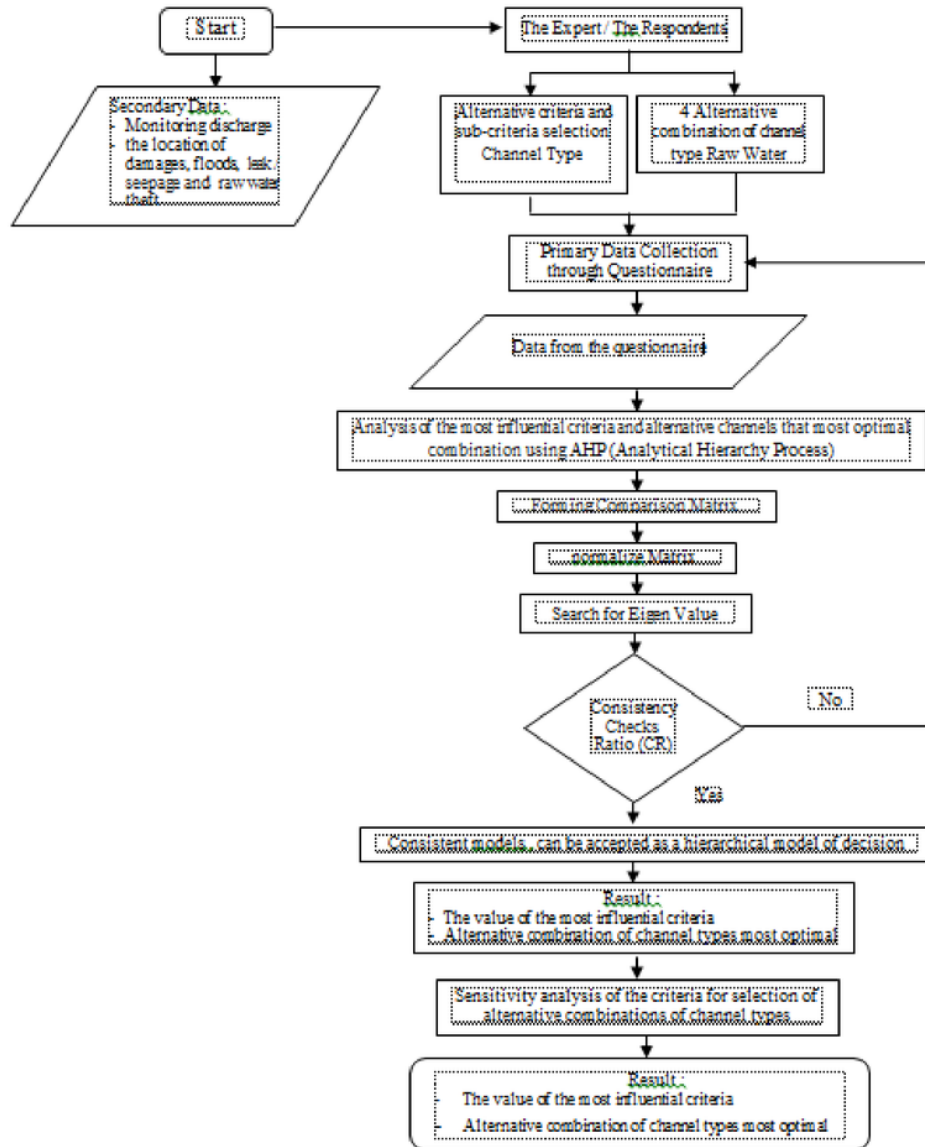 Start
The Expert / The Respondents
Secondary Data :
- Monitoring discharge
- the location of
damages, floods, leak.
seepage and raw water
theft
Alternative criteria and
sub-criteria selection
Channel Type
4 Alternative
combination of channel
type Raw Water
Primary Data Collection
through Questionnaire
Data from the questionnaire
Analysis of the most influential criteria and alternative channels that most optimal
combination using AHP (Analytical Hierarchy Process)
Forming Comparison Matrix
normalize Matrix
Search for Eigen Value
Consistency
Checks
Ratio (CR)
No
Yes
Consistent models, can be accepted as a hierarchical model of decision
Result :
- The value of the most influential criteria
- Alternative combination of channel types most optimal
Sensitivity analysis of the criteria for selection of
alternative combinations of channel types
Result :
- The value of the most influential criteria
- Alternative combination of channel types most optimal